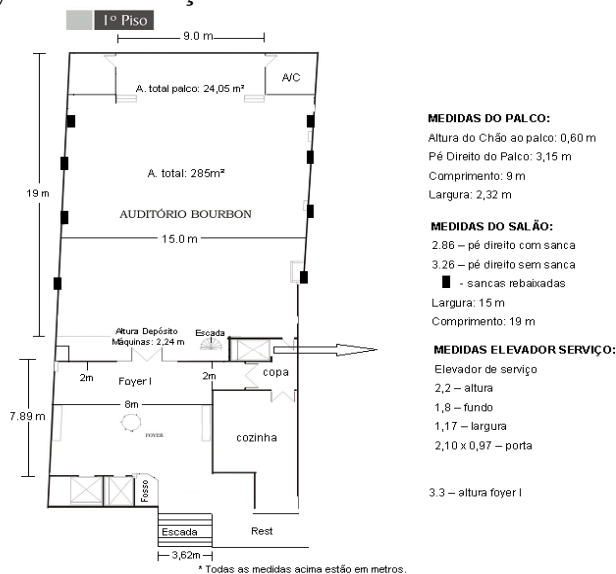 1º Piso
9.0 m
A/C
A. total palco: 24,05 m²
A. total: 285m²
19 m
AUDITÓRIO BOURBON
15.0 m
Altura Depósito
Máquinas: 2,24 m
Escada
2m
Foyer I
2m
copa
8m
7.89 m
FOYER
cozinha
Fosso
Escada
Rest
3,62m
* Todas as medidas acima estão em metros.
MEDIDAS DO PALCO:
Altura do Chão ao palco: 0,60 m
Pé Direito do Palco: 3,15 m
Comprimento: 9 m
Largura: 2,32 m
MEDIDAS DO SALÃO:
2.86 – pé direito com sanca
3.26 – pé direito sem sanca
- sancas rebaixadas
Largura: 15 m
Comprimento: 19 m
MEDIDAS ELEVADOR SERVIÇO:
Elevador de serviço
2,2 – altura
1,8 – fundo
1,17 – largura
2,10 x 0,97 – porta
3.3 – altura foyer I